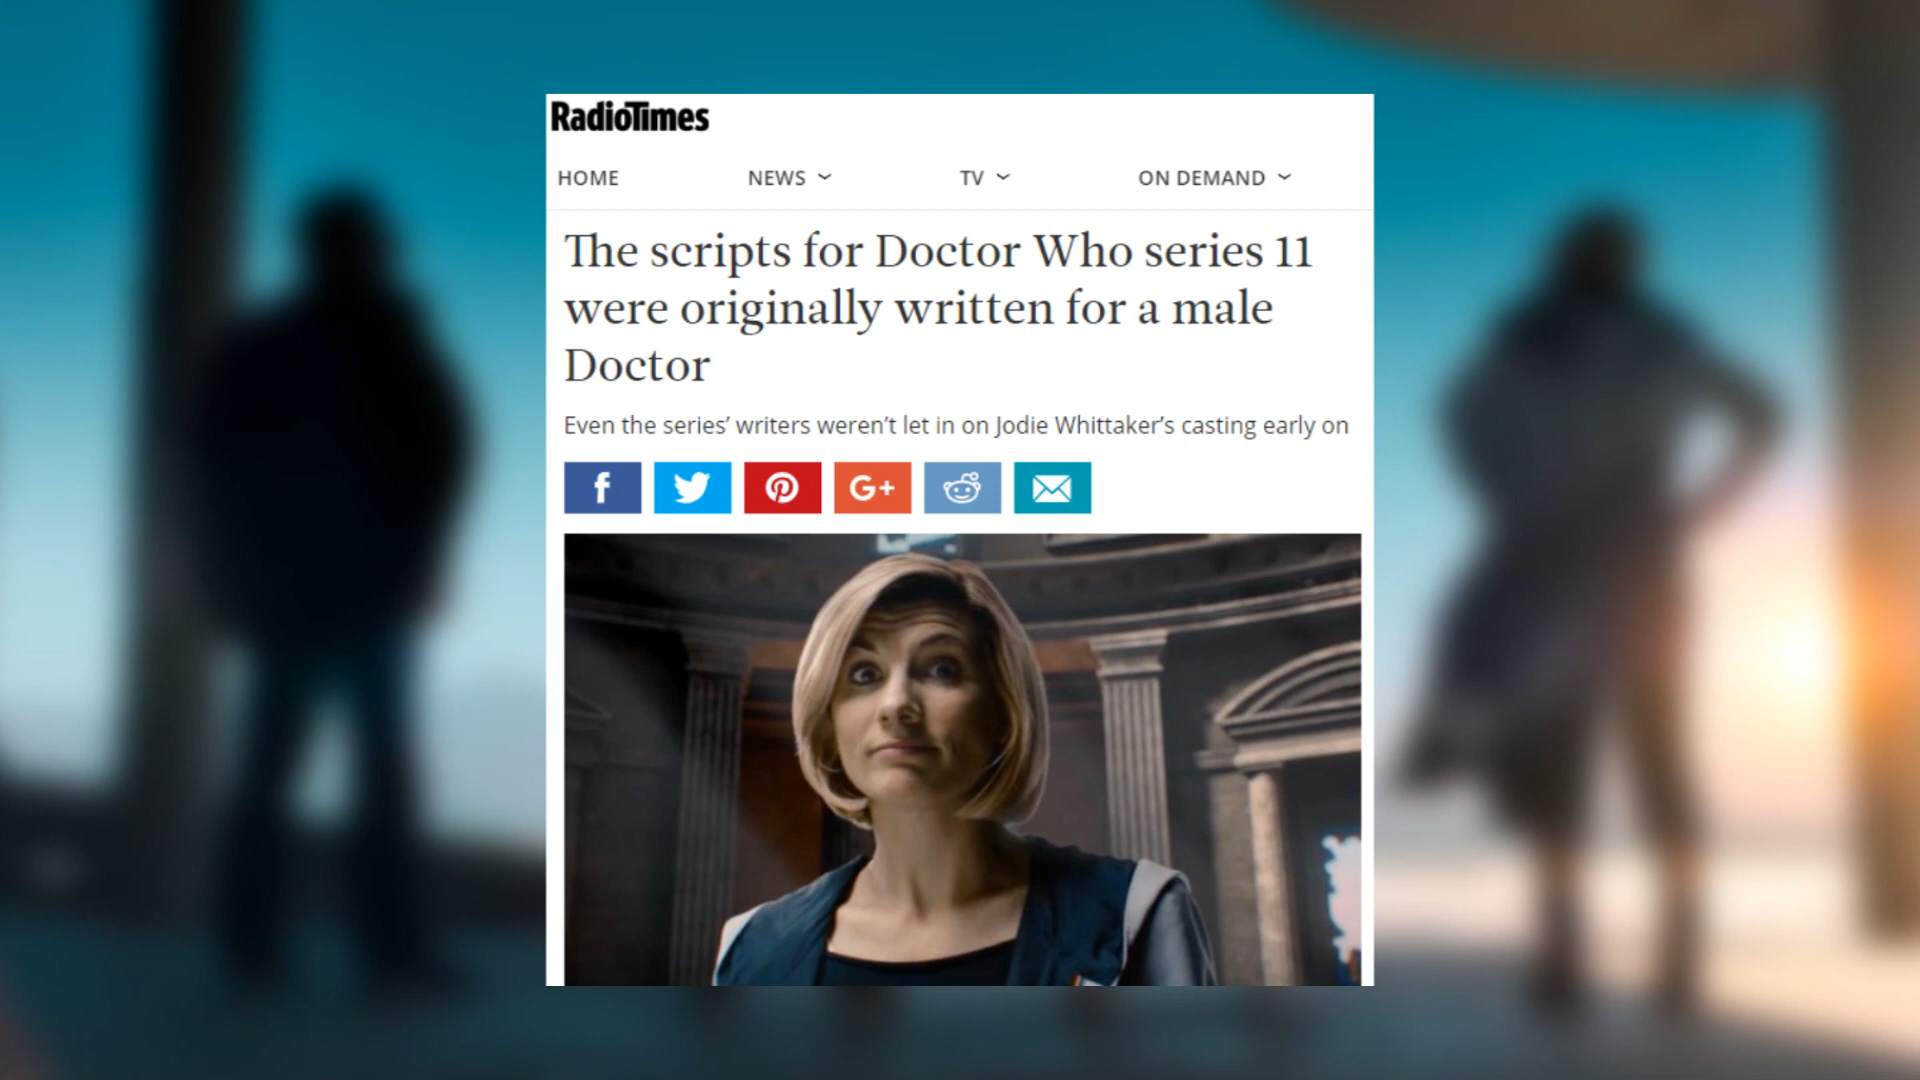 RadioTimes
HOME NEWS TV ON DEMAND
The scripts for Doctor Who series 11
were originally written for a male
Doctor
Even the series’ writers weren’t let in on Jodie Whittaker’s casting early on
f G+